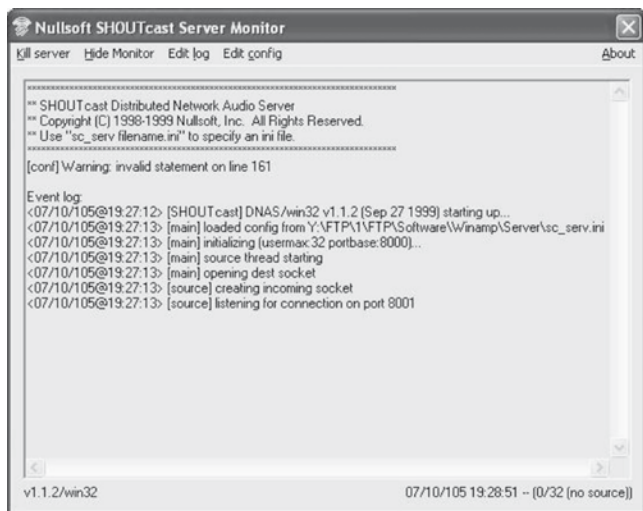 Nullsoft SHOUTcast Server Monitor
Kill server Hide Monitor Edit log Edit config About
*******************************************************************************
** SHOUTcast Distributed Network Audio Server
** Copyright (C) 1998-1999 Nullsoft, Inc. All Rights Reserved.
** Use "sc_serv filename.ini" to specify an ini file.
*******************************************************************************
[conf] Warning: invalid statement on line 161
Event log:
<07/10/105@19:27:12> [SHOUTcast] DNAS/win32 v1.1.2 (Sep 27 1999) starting up...
<07/10/105@19:27:13> [main] loaded config from Y:\FTP\1\FTP\Software\Winamp\Server\sc_serv.ini
<07/10/105@19:27:13> [main] initializing (usermax:32 portbase:8000)...
<07/10/105@19:27:13> [main] source thread starting
<07/10/105@19:27:13> [main] opening dest socket
<07/10/105@19:27:13> [source] creating incoming socket
<07/10/105@19:27:13> [source] listening for connection on port 8001
v1.1.2/win32 07/10/105 19:28:51 -- (0/32 (no source))